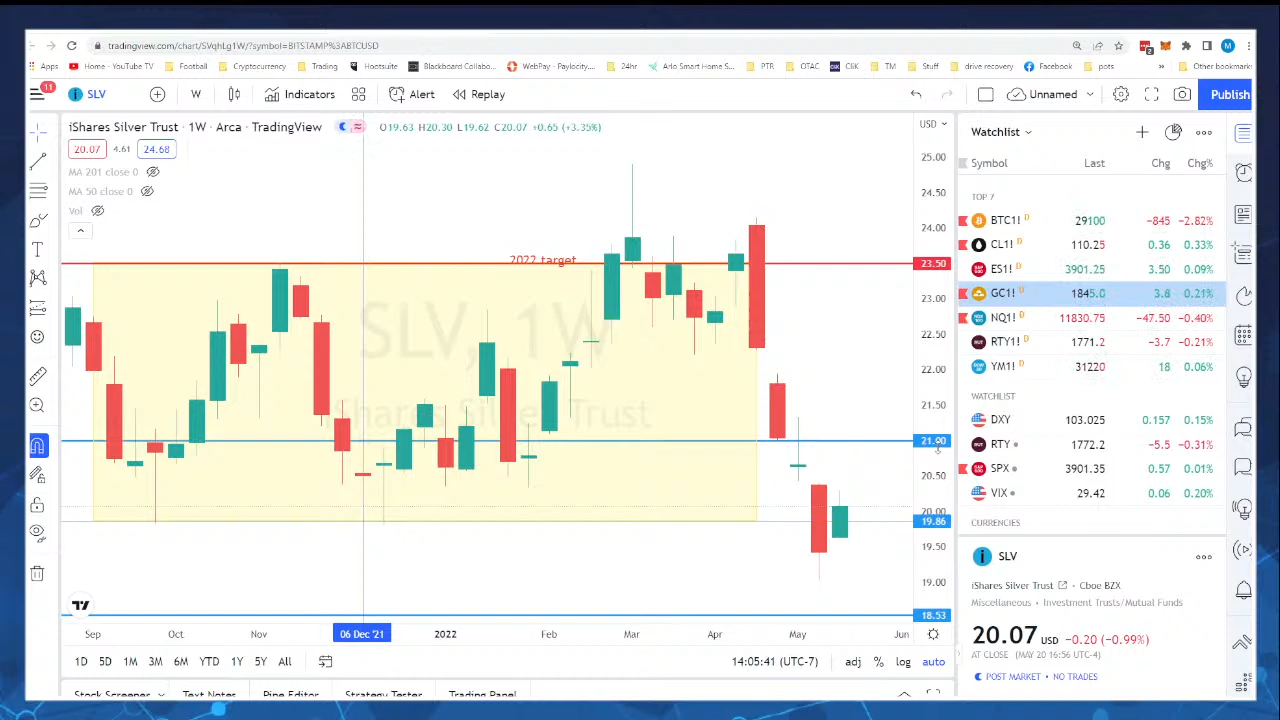 tradingview.com/chart/SVqhLg1W/?symbol=BITSTAMP%3ABTCUSD
Apps Home - YouTube TV Football Cryptocurrency Trading Hootsuite Blackboard Collabo... WebPay: Paylocity.... 24hr Arlo Smart Home S... PTR OTAC C&K TM Stuff drive recovery Facebook pots » Other bookmarks
11 SLV W Indicators Alert Replay Unnamed Publish
iShares Silver Trust · 1W · Arca · TradingView O19.63 H20.30 L19.62 C20.07 (+3.35%) USD
20.07 4.61 24.68
MA 201 close 0
MA 50 close 0
Vol
2022 target
SLV, 1W
iShares Silver Trust
25.00
24.50
24.00
23.50
23.00
22.50
22.00
21.50
21.00
20.50
20.00
19.86
19.50
19.00
18.53
Sep Oct Nov 06 Dec '21 2022 Feb Mar Apr May Jun
1D 5D 1M 3M 6M YTD 1Y 5Y All 14:05:41 (UTC-7) adj % log auto
Stock Screener Text Notes Pine Editor Strategy Tester Trading Panel
Watchlist
Symbol Last Chg Chg%
TOP 7
BTC1! D 29100 −845 −2.82%
CL1! D 110.25 0.36 0.33%
ES1! D 3901.25 3.50 0.09%
GC1! D 1845.0 3.8 0.21%
NQ1! D 11830.75 −47.50 −0.40%
RTY1! D 1771.2 −3.7 −0.21%
YM1! D 31220 18 0.06%
WATCHLIST
DXY 103.025 0.157 0.15%
RTY 1772.2 −5.5 −0.31%
SPX 3901.35 0.57 0.01%
VIX 29.42 0.06 0.20%
CURRENCIES
SLV
iShares Silver Trust · Cboe BZX
Miscellaneous • Investment Trusts/Mutual Funds
20.07 USD −0.20 (−0.99%)
AT CLOSE (MAY 20 16:56 UTC-4)
POST MARKET • NO TRADES